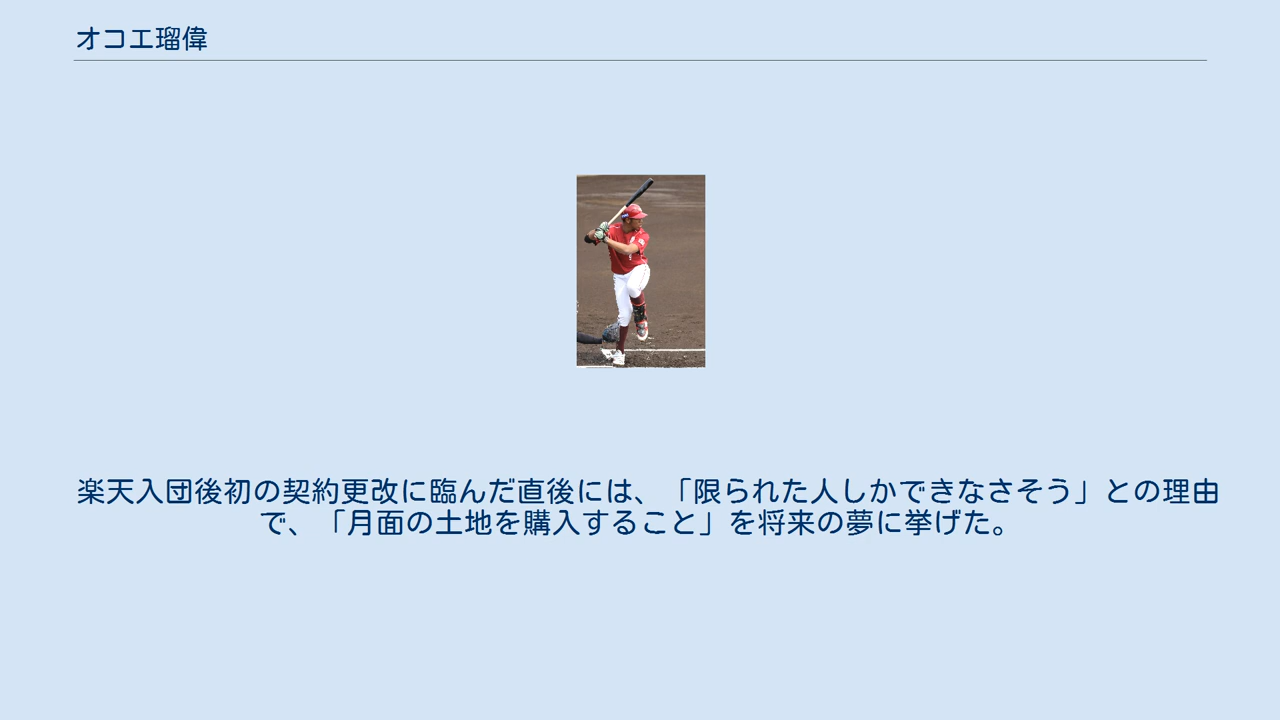 オコエ瑠偉
楽天入団後初の契約更改に臨んだ直後には、「限られた人しかできなさそう」との理由
で、「月面の土地を購入すること」を将来の夢に挙げた。